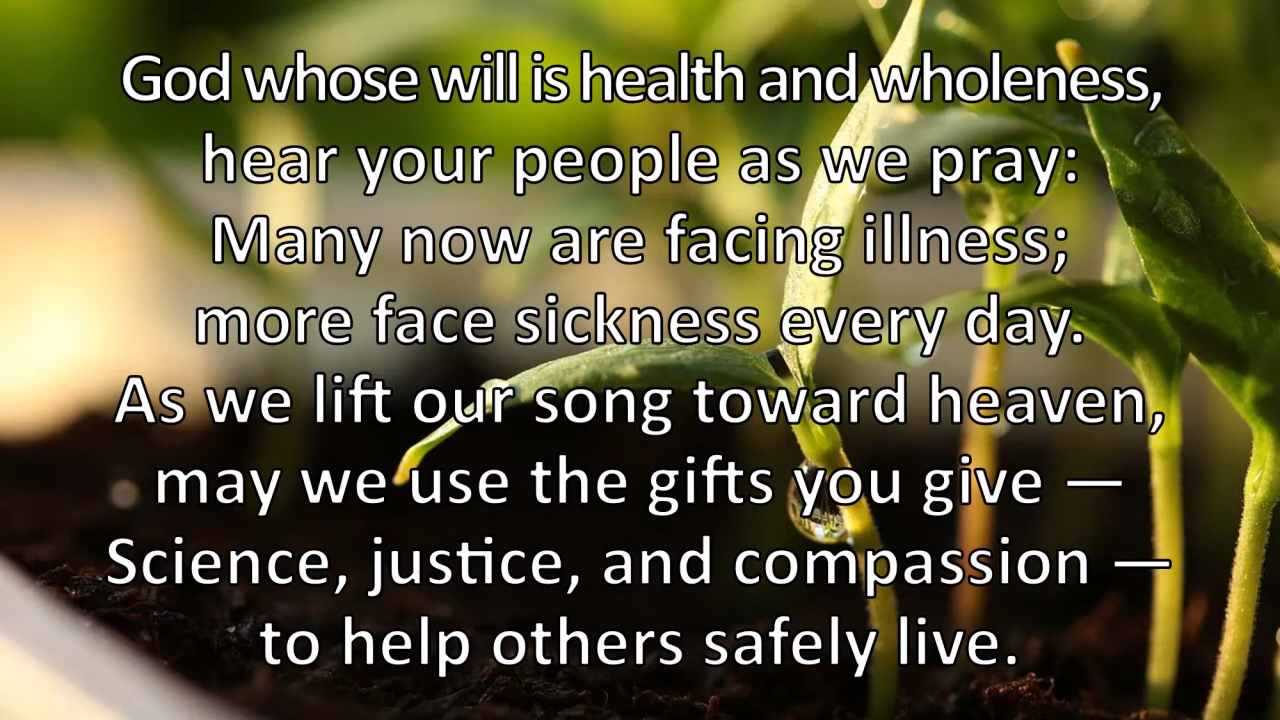 God whose will is health and wholeness,
hear your people as we pray:
Many now are facing illness;
more face sickness every day.
As we lift our song toward heaven,
may we use the gifts you give —
Science, justice, and compassion —
to help others safely live.